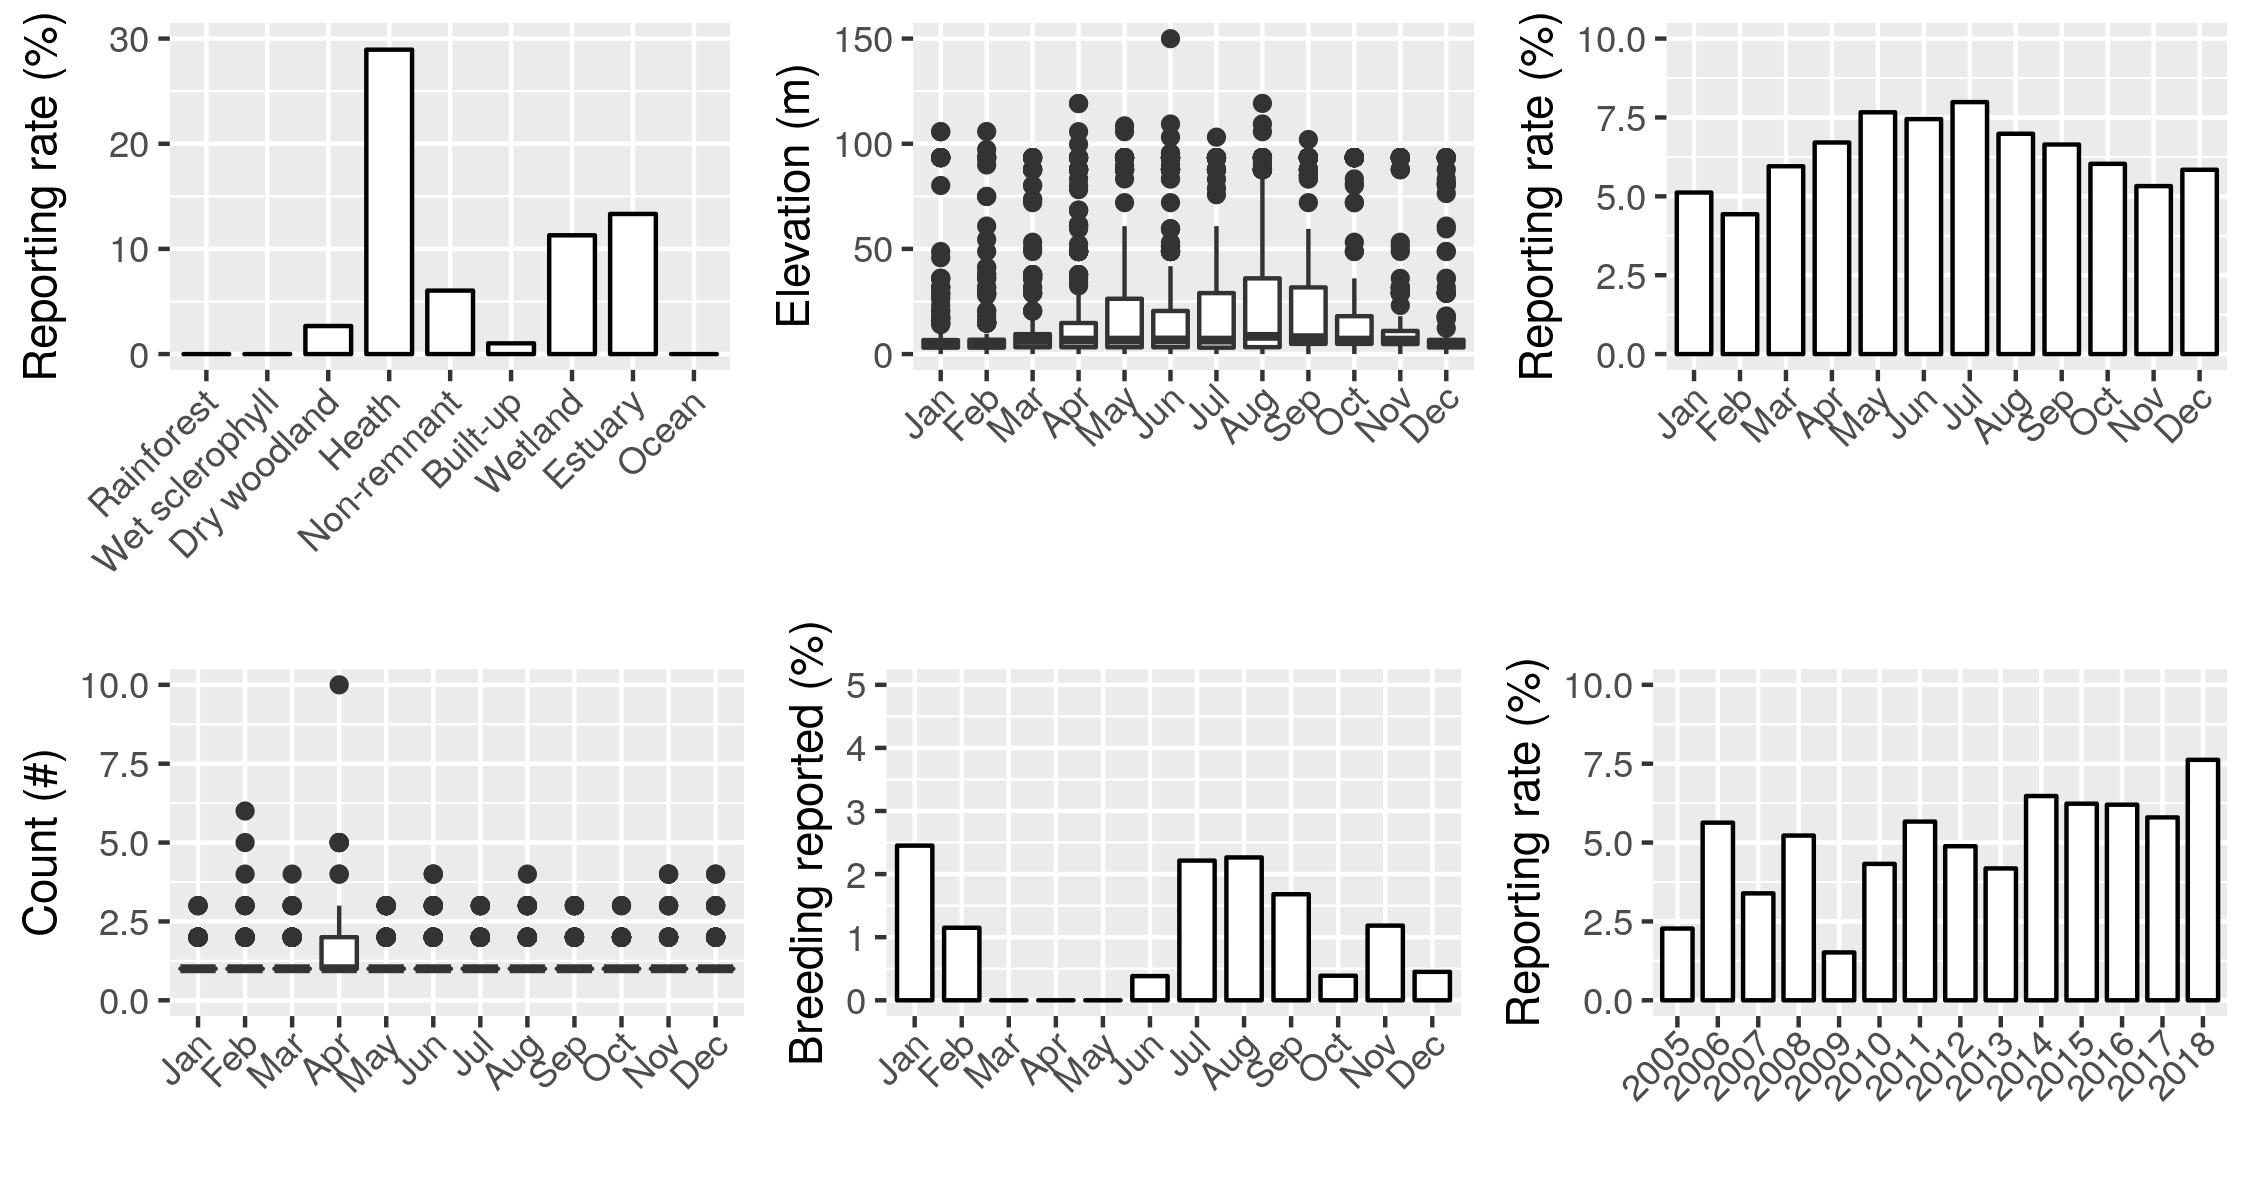 Reporting rate (%)
30
20
10
0
Rainforest
Wet sclerophyll
Dry woodland
Heath
Non-remnant
Built-up
Wetland
Estuary
Ocean
Elevation (m)
150
100
50
0
Jan
Feb
Mar
Apr
May
Jun
Jul
Aug
Sep
Oct
Nov
Dec
Reporting rate (%)
10.0
7.5
5.0
2.5
0.0
Jan
Feb
Mar
Apr
May
Jun
Jul
Aug
Sep
Oct
Nov
Dec
Count (#)
10.0
7.5
5.0
2.5
0.0
Jan
Feb
Mar
Apr
May
Jun
Jul
Aug
Sep
Oct
Nov
Dec
Breeding reported (%)
5
4
3
2
1
0
Jan
Feb
Mar
Apr
May
Jun
Jul
Aug
Sep
Oct
Nov
Dec
Reporting rate (%)
10.0
7.5
5.0
2.5
0.0
2005
2006
2007
2008
2009
2010
2011
2012
2013
2014
2015
2016
2017
2018